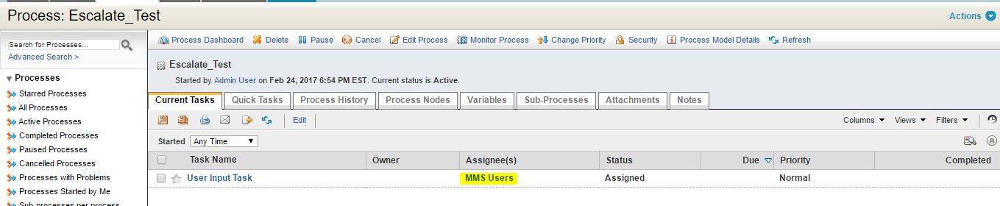 Process: Escalate_Test
Actions
Search for Processes...
Advanced Search >
Processes
Starred Processes
All Processes
Active Processes
Completed Processes
Paused Processes
Cancelled Processes
Processes with Problems
Processes Started by Me
Sub-processes per process
Process Dashboard Delete Pause Cancel Edit Process Monitor Process Change Priority Security Process Model Details Refresh
Escalate_Test
Started by Admin User on Feb 24, 2017 6:54 PM EST. Current status is Active.
Current Tasks Quick Tasks Process History Process Nodes Variables Sub-Processes Attachments Notes
Edit Columns Views Filters
Started Any Time
Task Name Owner Assignee(s) Status Due Priority Completed
User Input Task MMS Users Assigned Normal